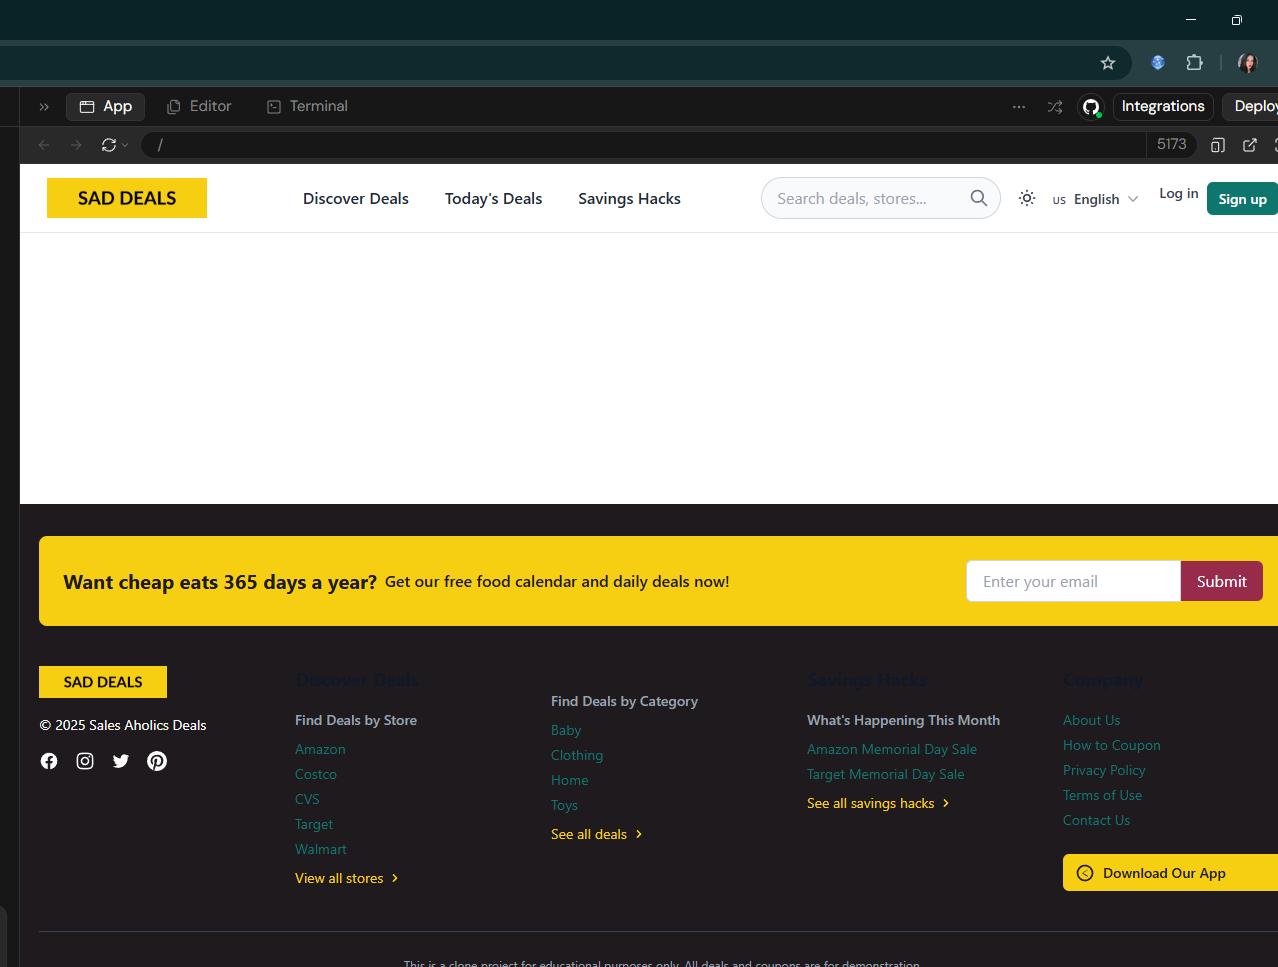 App
Editor
Terminal
Integrations
/
5173
SAD DEALS
Discover Deals
Today's Deals
Savings Hacks
Search deals, stores...
US English
Log in
Sign up
Want cheap eats 365 days a year? Get our free food calendar and daily deals now!
Enter your email
Submit
SAD DEALS
© 2025 Sales Aholics Deals
Discover Deals
Find Deals by Store
Amazon
Costco
CVS
Target
Walmart
View all stores
Find Deals by Category
Baby
Clothing
Home
Toys
See all deals
Savings Hacks
What's Happening This Month
Amazon Memorial Day Sale
Target Memorial Day Sale
See all savings hacks
Company
About Us
How to Coupon
Privacy Policy
Terms of Use
Contact Us
Download Our App
This is a clone project for educational purposes only. All deals and coupons are for demonstration